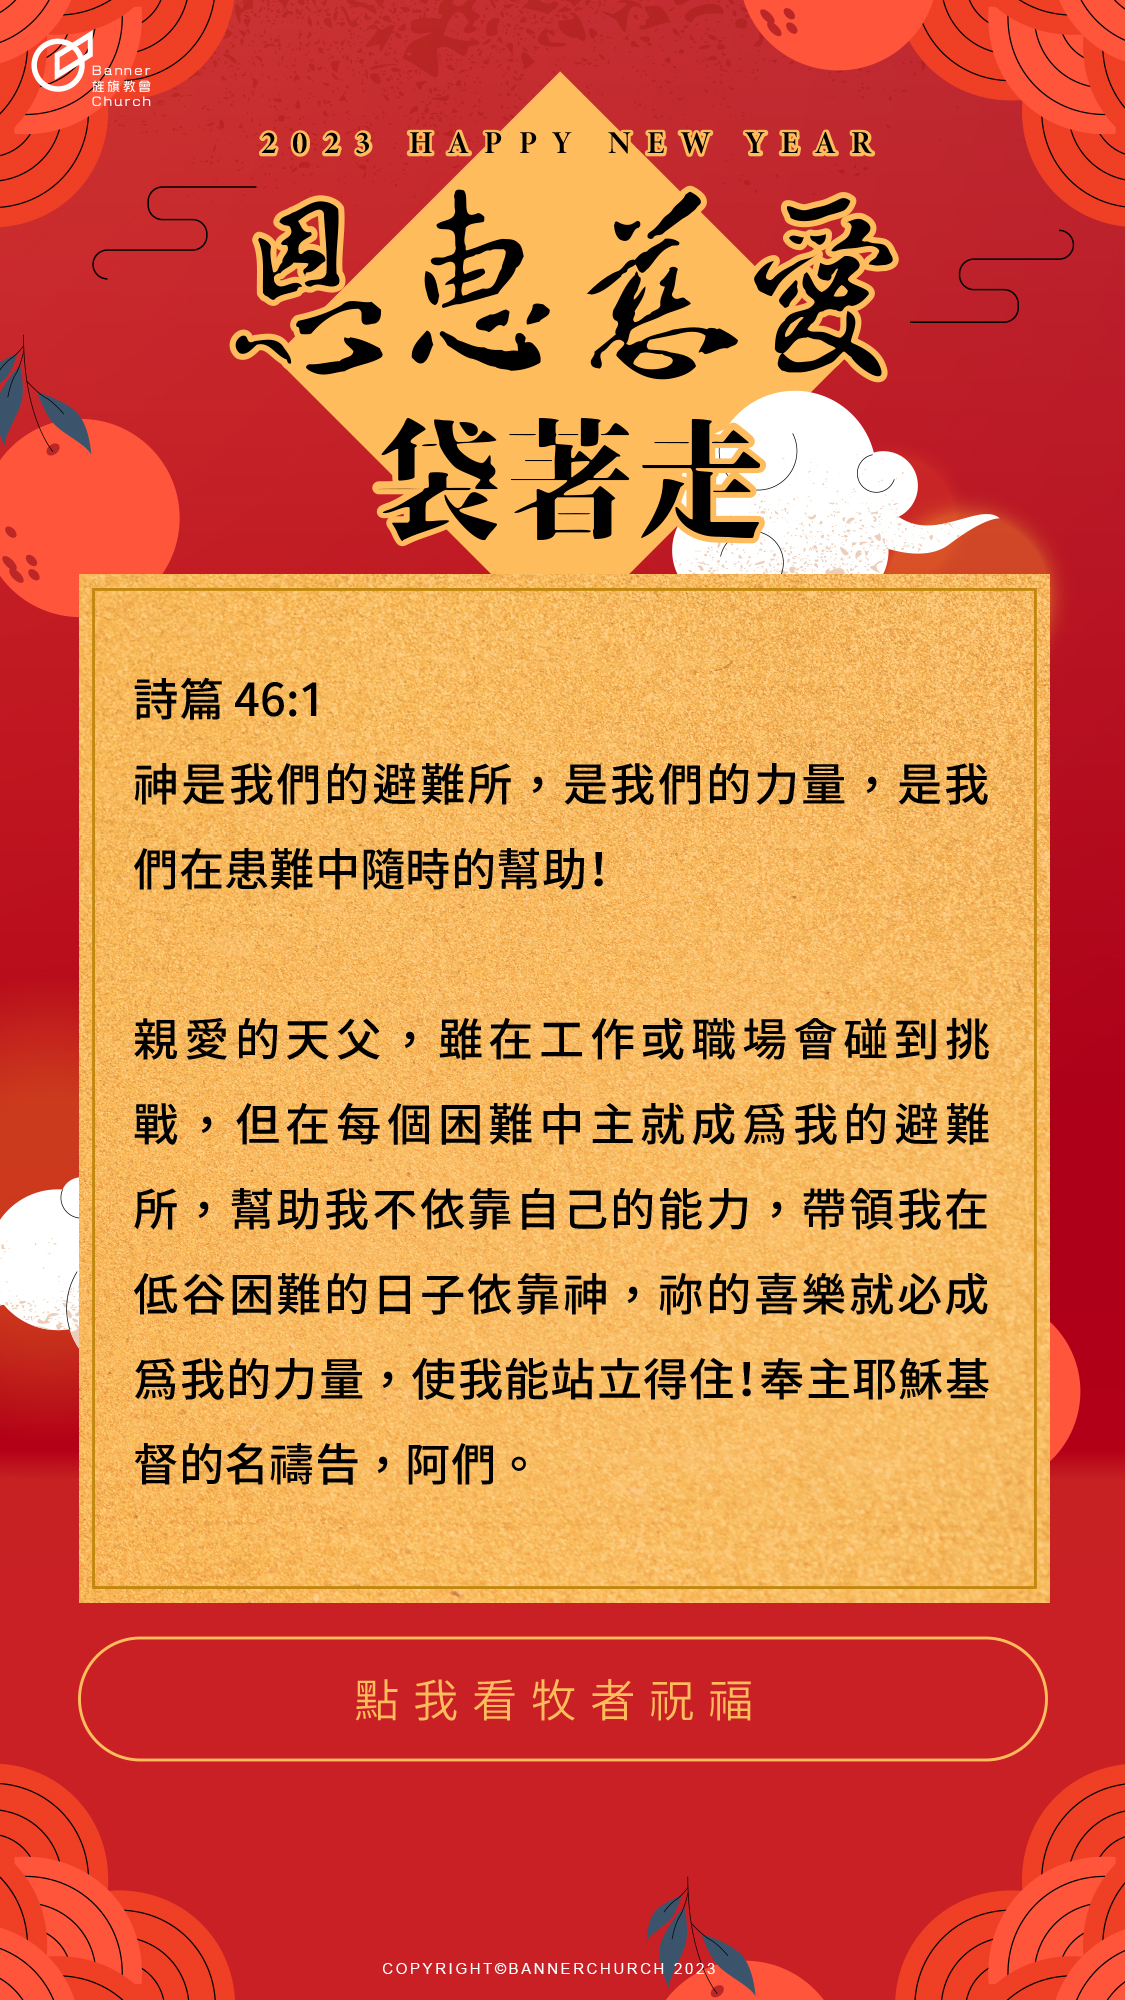 Banner
旌旗教會
Church
2023 HAPPY NEW YEAR
恩惠慈愛
袋著走
詩篇 46:1
神是我們的避難所，是我們的力量，是我
們在患難中隨時的幫助！
親愛的天父，雖在工作或職場會碰到挑
戰，但在每個困難中主就成爲我的避難
所，幫助我不依靠自己的能力，帶領我在
低谷困難的日子依靠神，祢的喜樂就必成
爲我的力量，使我能站立得住！奉主耶穌基
督的名禱告，阿們。
點我看牧者祝福
COPYRIGHT©BANNERCHURCH 2023